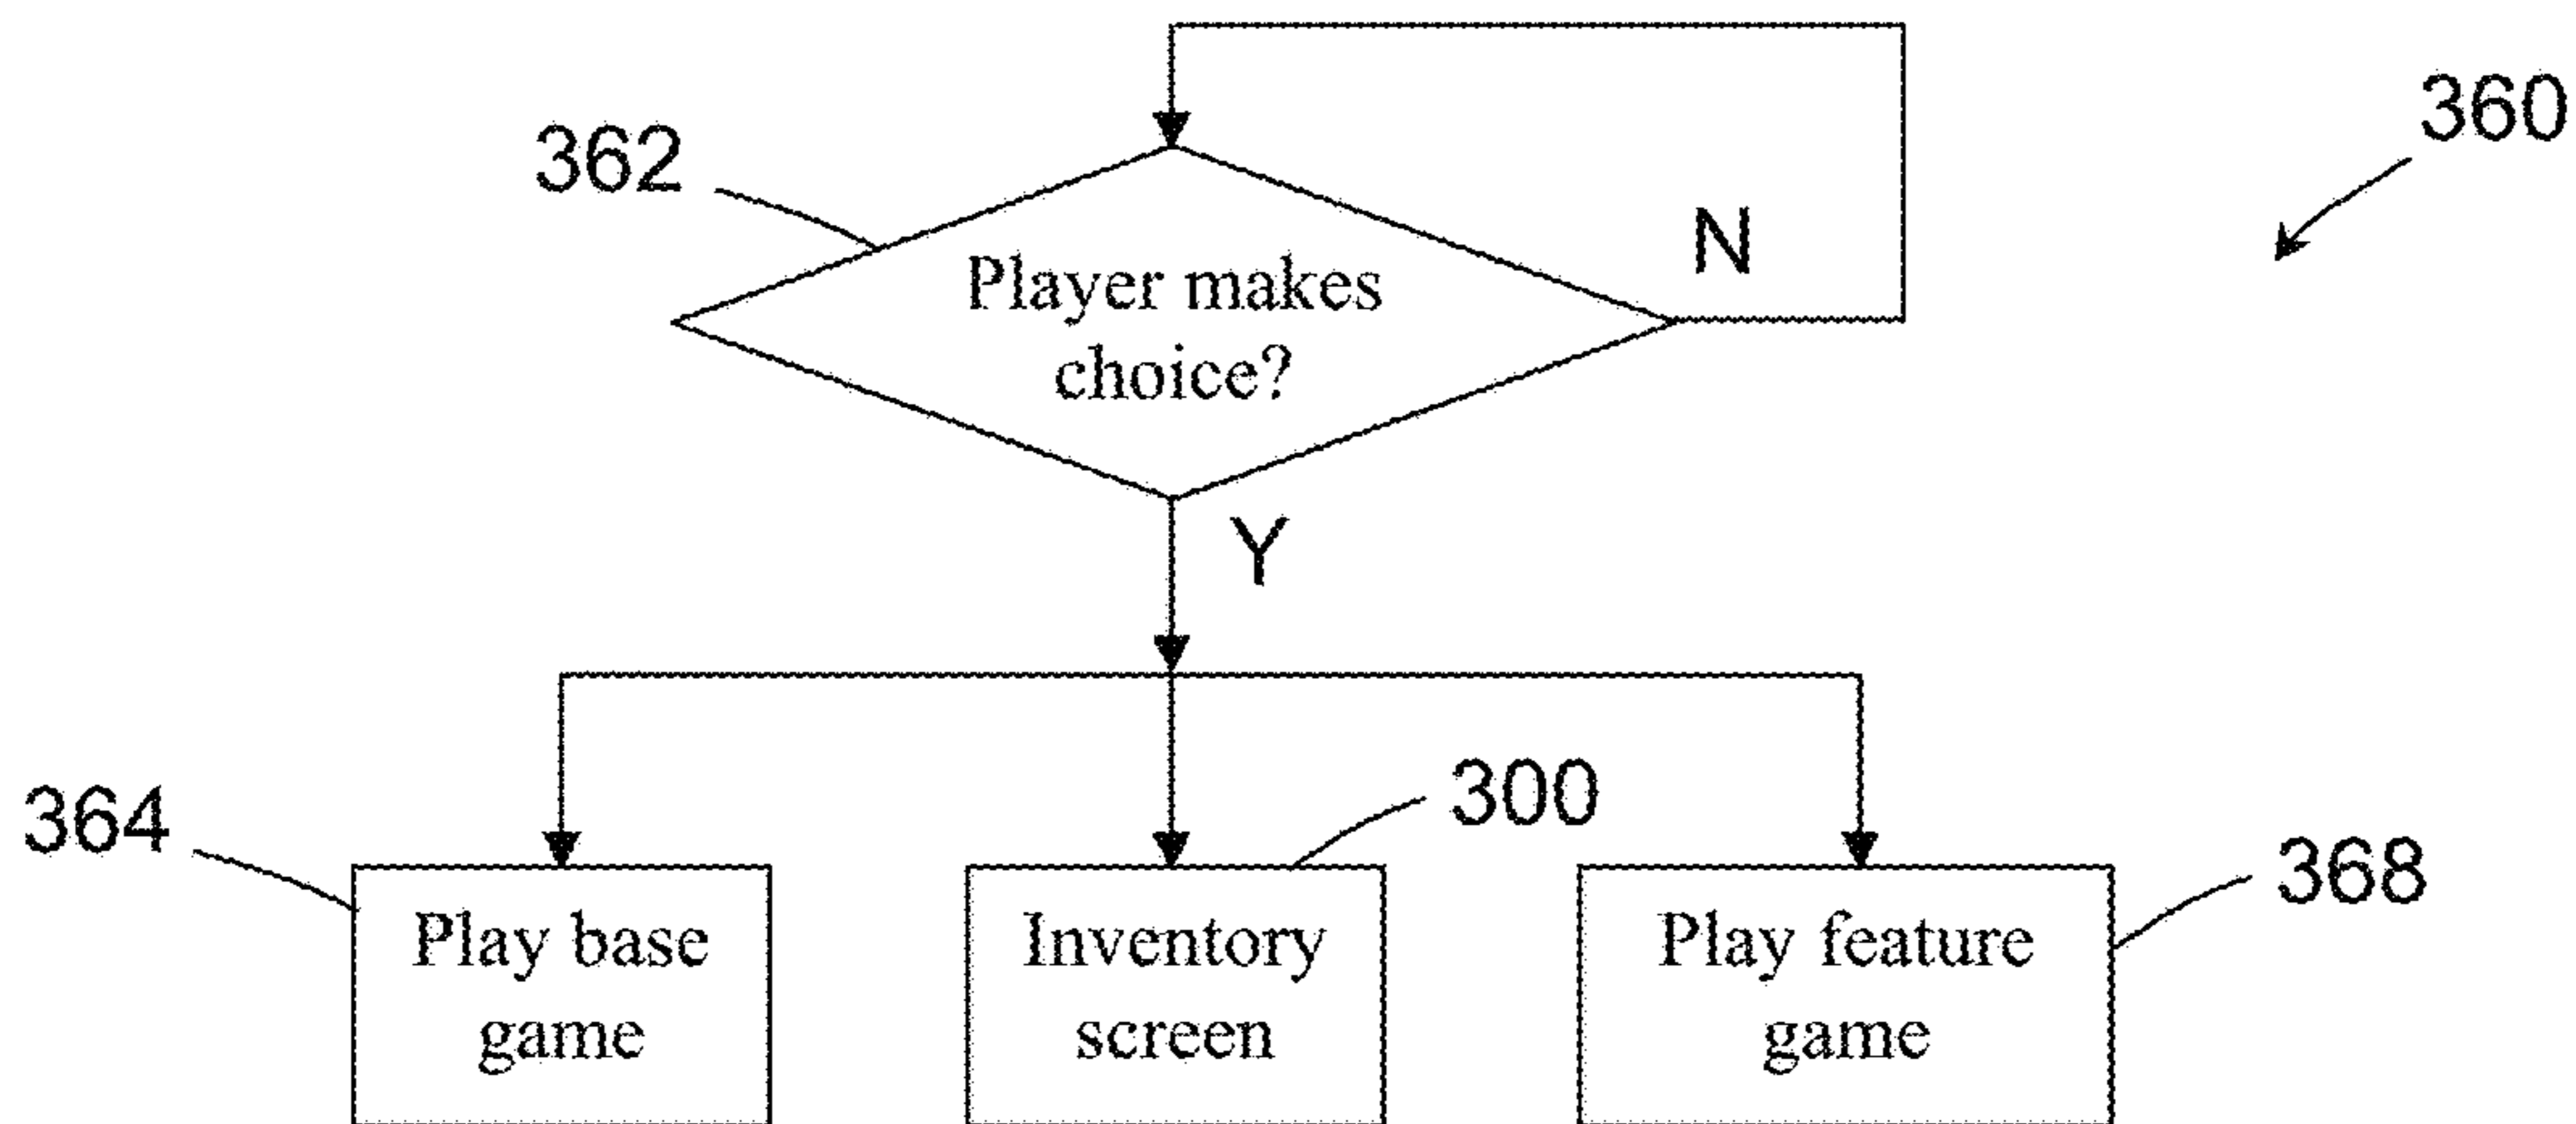 360
362
Player makes
choice?
N
Y
364
300
368
Play base
game
Inventory
screen
Play feature
game